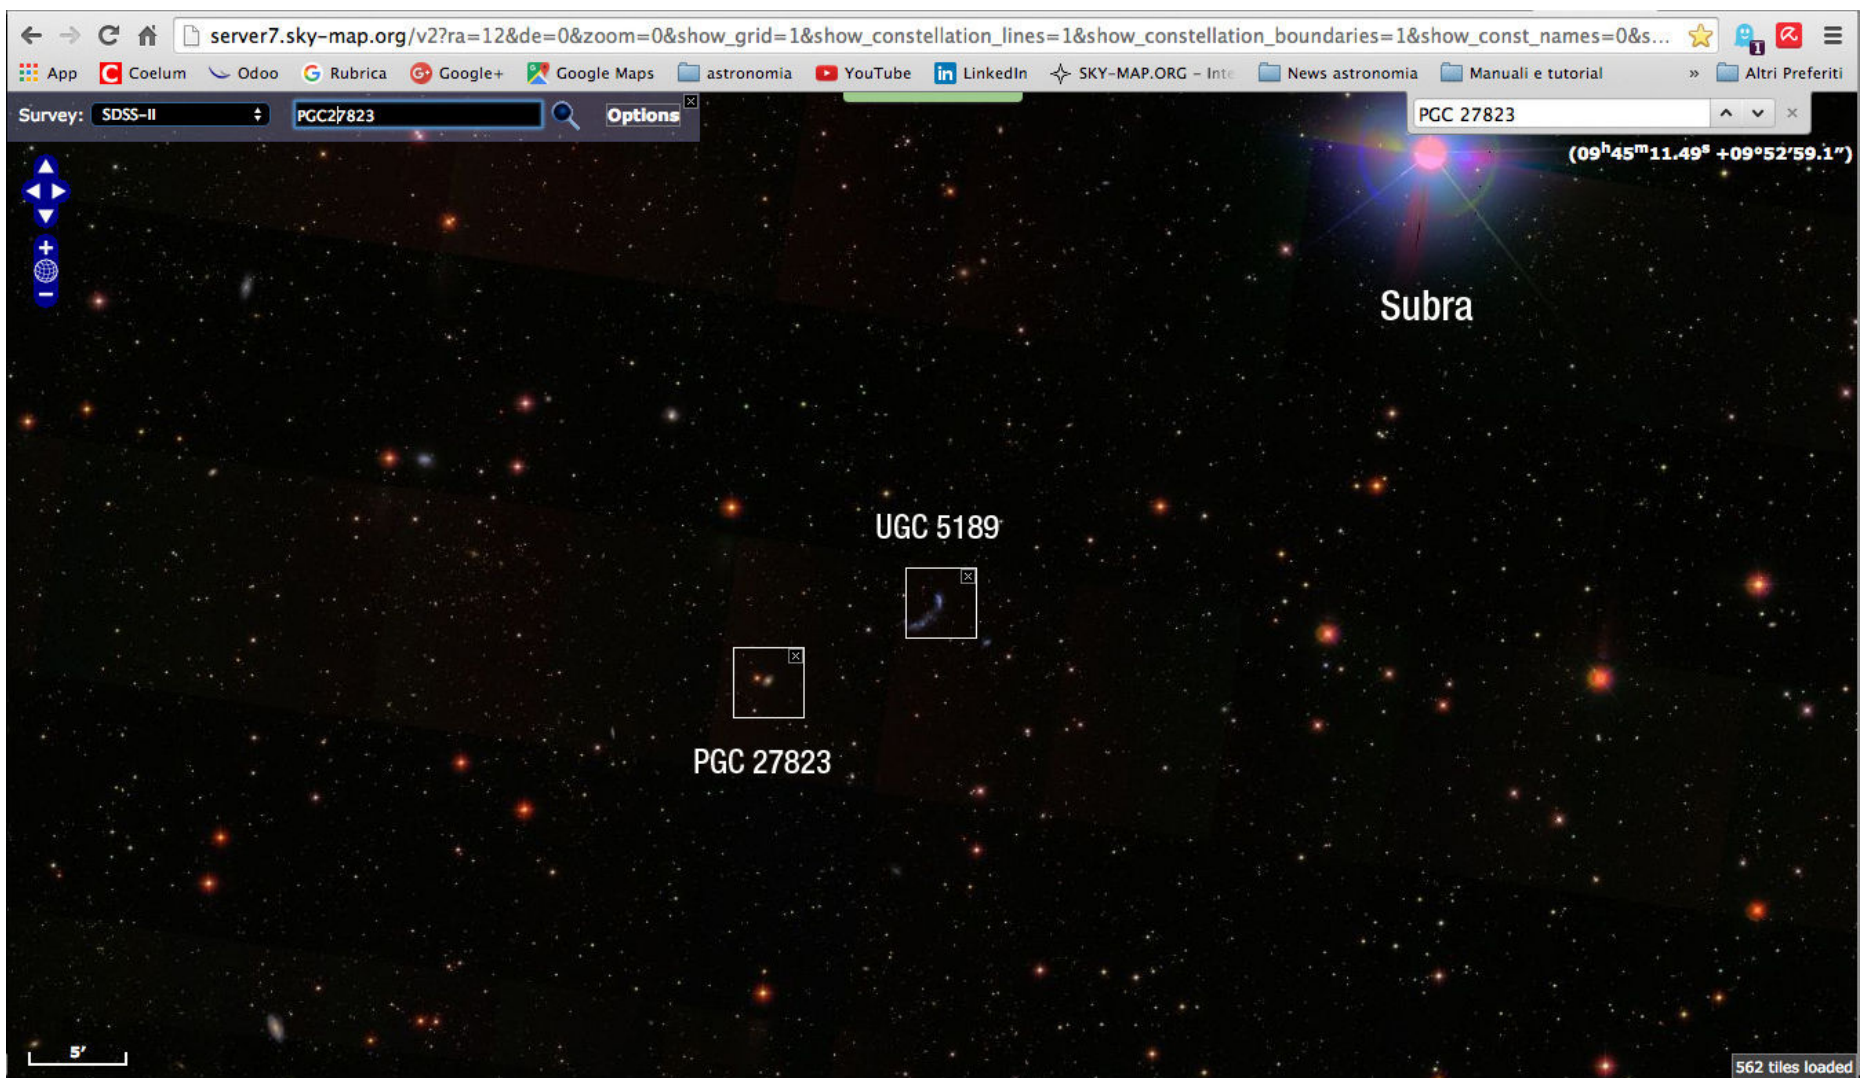 server7.sky-map.org/v2?ra=12&de=0&zoom=0&show_grid=1&show_constellation_lines=1&show_constellation_boundaries=1&show_const_names=0&s...
1
App Coelum Odoo Rubrica Google+ Google Maps astronomia YouTube LinkedIn SKY-MAP.ORG - Inte News astronomia Manuali e tutorial » Altri Preferiti
Survey: SDSS-II PGC27823 Options PGC 27823
(09h45m11.49s +09°52'59.1")
Subra
UGC 5189
PGC 27823
5'
562 tiles loaded